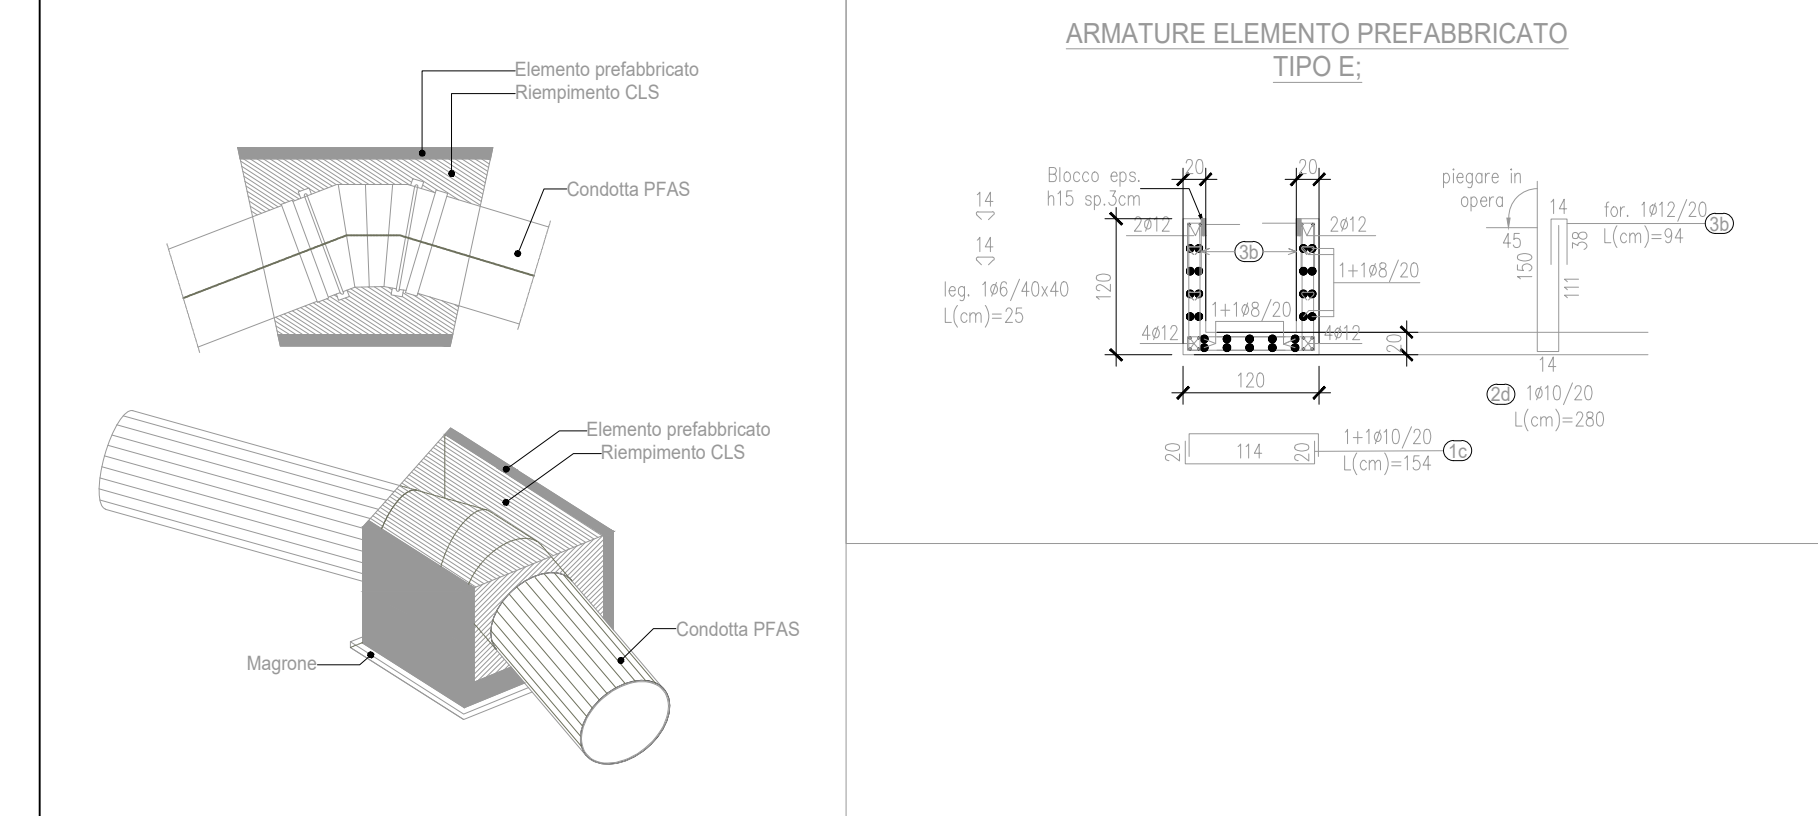 Elemento prefabbricato
Riempimento CLS
Condotta PFAS
Elemento prefabbricato
Riempimento CLS
Condotta PFAS
Magrone
ARMATURE ELEMENTO PREFABBRICATO
TIPO E;
14
14
leg. 1ø6/40x40
L(cm)=25
Blocco eps.
h15 sp.3cm
20
20
2ø12
2ø12
3b
1+1ø8/20
120
1+1ø8/20
4ø12
4ø12
20
120
piegare in
opera
45
14
for. 1ø12/20
L(cm)=94
3b
38
150
111
14
2d 1ø10/20
L(cm)=280
20
114
20
1+1ø10/20
L(cm)=154
1c